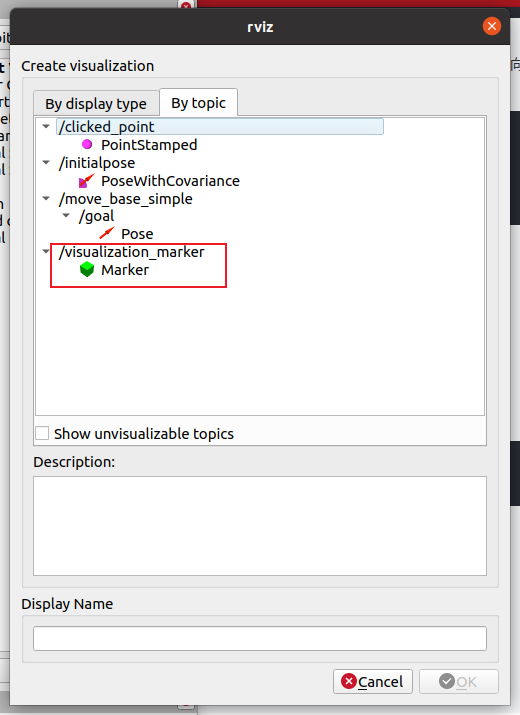 rviz
Create visualization
By display type
By topic
/clicked_point
PointStamped
/initialpose
PoseWithCovariance
/move_base_simple
/goal
Pose
/visualization_marker
Marker
Show unvisualizable topics
Description:
Display Name
Cancel
OK